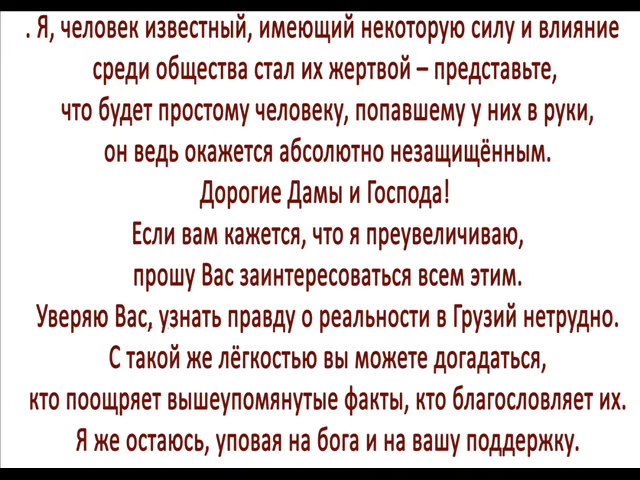 . Я, человек известный, имеющий некоторую силу и влияние
среди общества стал их жертвой – представьте,
что будет простому человеку, попавшему у них в руки,
он ведь окажется абсолютно незащищённым.
Дорогие Дамы и Господа!
Если вам кажется, что я преувеличиваю,
прошу Вас заинтересоваться всем этим.
Уверяю Вас, узнать правду о реальности в Грузий нетрудно.
С такой же лёгкостью вы можете догадаться,
кто поощряет вышеупомянутые факты, кто благословляет их.
Я же остаюсь, уповая на бога и на вашу поддержку.